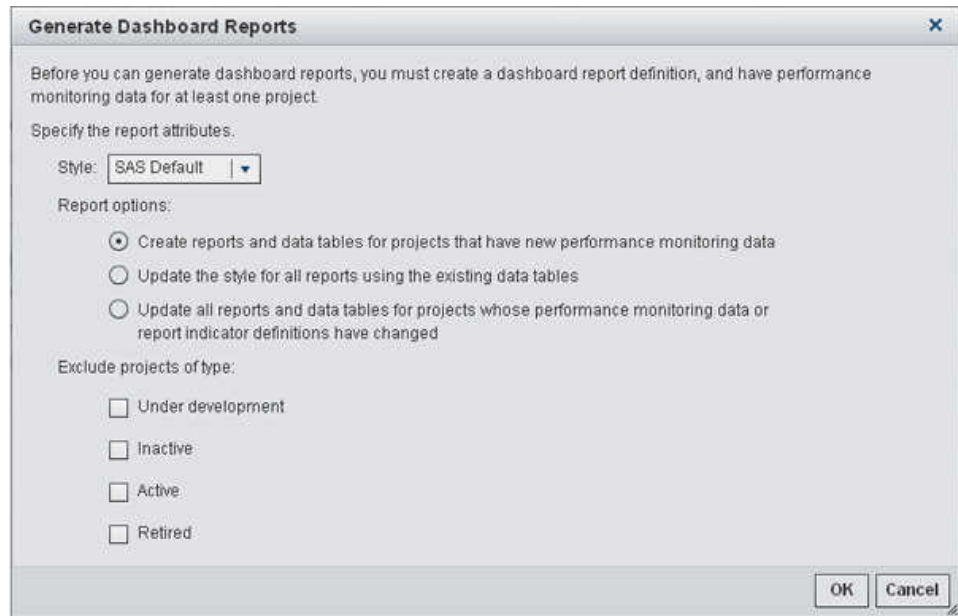 Generate Dashboard Reports
Before you can generate dashboard reports, you must create a dashboard report definition, and have performance
monitoring data for at least one project.
Specify the report attributes.
Style: SAS Default
Report options:
Create reports and data tables for projects that have new performance monitoring data
Update the style for all reports using the existing data tables
Update all reports and data tables for projects whose performance monitoring data or
report indicator definitions have changed
Exclude projects of type:
Under development
Inactive
Active
Retired
OK Cancel